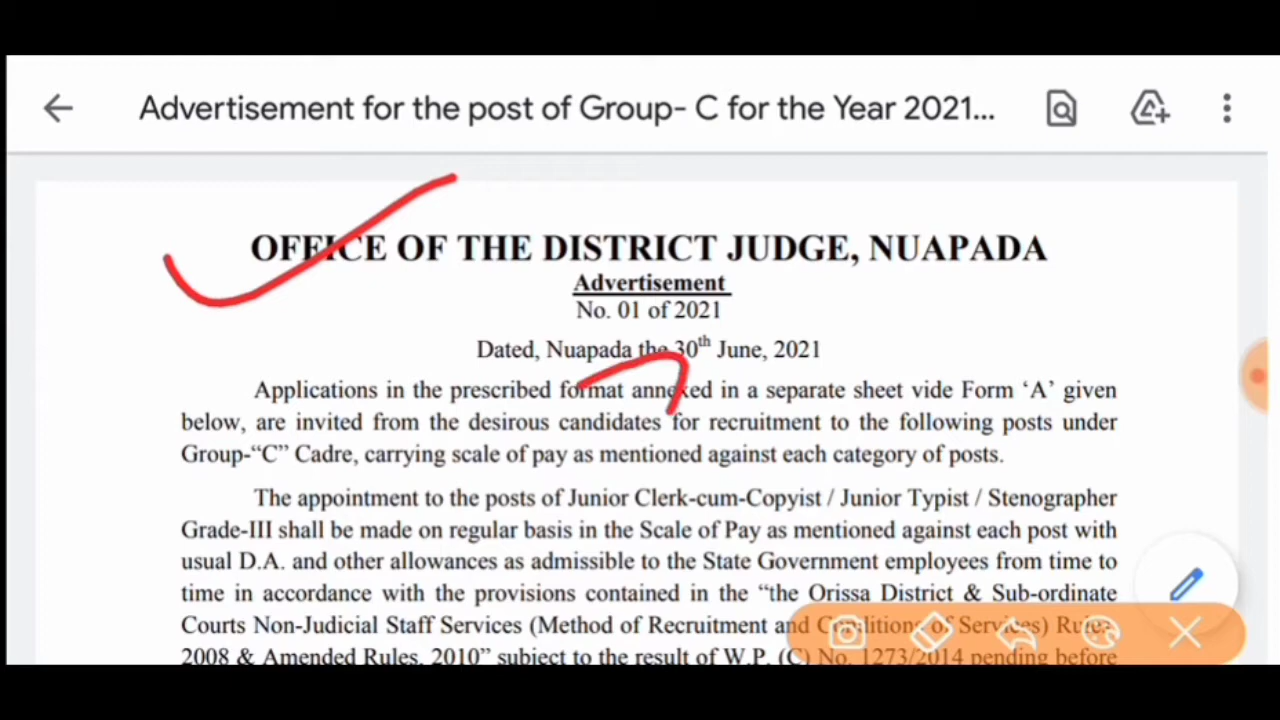 Advertisement for the post of Group- C for the Year 2021...
OFFICE OF THE DISTRICT JUDGE, NUAPADA
Advertisement
No. 01 of 2021
Dated, Nuapada the 30th June, 2021
Applications in the prescribed format annexed in a separate sheet vide Form ‘A’ given
below, are invited from the desirous candidates for recruitment to the following posts under
Group-“C” Cadre, carrying scale of pay as mentioned against each category of posts.
The appointment to the posts of Junior Clerk-cum-Copyist / Junior Typist / Stenographer
Grade-III shall be made on regular basis in the Scale of Pay as mentioned against each post with
usual D.A. and other allowances as admissible to the State Government employees from time to
time in accordance with the provisions contained in the “the Orissa District & Sub-ordinate
Courts Non-Judicial Staff Services (Method of Recruitment and Conditions of Services) Rules,
2008 & Amended Rules, 2010” subject to the result of W.P. (C) No. 1273/2014 pending before